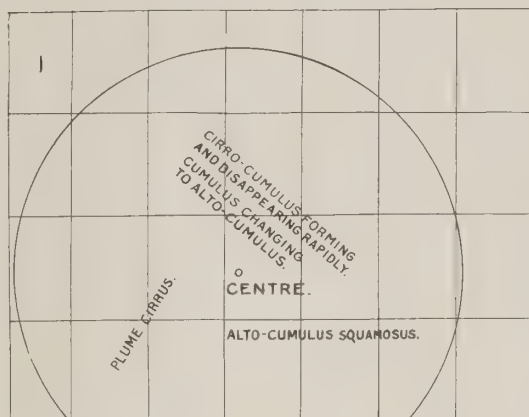 CIRRO-CUMULUS FORMING
AND DISAPPEARING RAPIDLY.
CUMULUS CHANGING
TO ALTO-CUMULUS.
CENTRE.
PLUME CIRRUS.
ALTO-CUMULUS SQUAMOSUS.